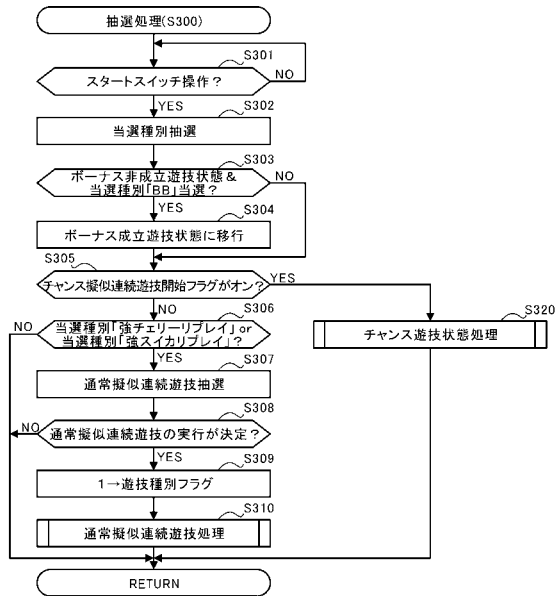 抽選処理(S300)
S301
スタートスイッチ操作？
NO
YES
S302
当選種別抽選
S303
ボーナス非成立遊技状態＆
当選種別「BB」当選？
NO
YES
S304
ボーナス成立遊技状態に移行
S305
チャンス擬似連続遊技開始フラグがオン？
YES
NO
S306
当選種別「強チェリーリプレイ」or
当選種別「強スイカリプレイ」？
NO
YES
S320
チャンス遊技状態処理
S307
通常擬似連続遊技抽選
S308
通常擬似連続遊技の実行が決定？
NO
YES
S309
1→遊技種別フラグ
S310
通常擬似連続遊技処理
RETURN